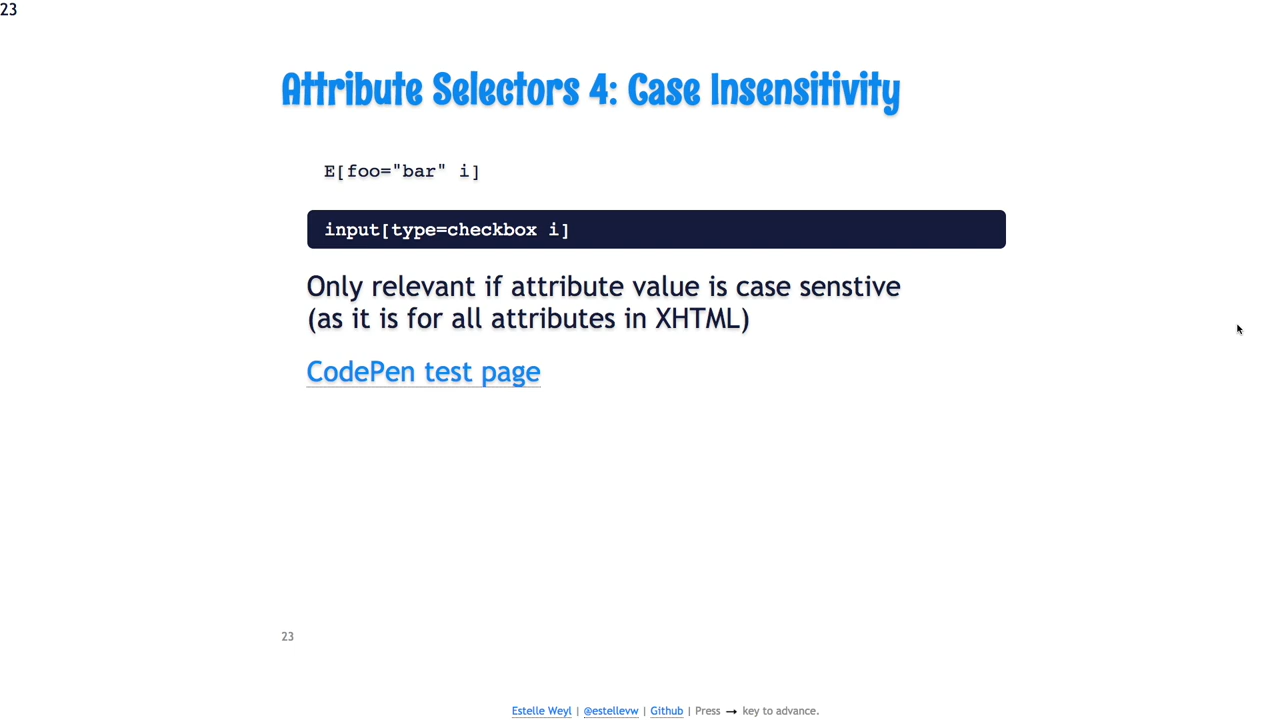 23
Attribute Selectors 4: Case Insensitivity
E[foo="bar" i]
input[type=checkbox i]
Only relevant if attribute value is case senstive
(as it is for all attributes in XHTML)
CodePen test page
23
Estelle Weyl | @estellevw | Github | Press → key to advance.